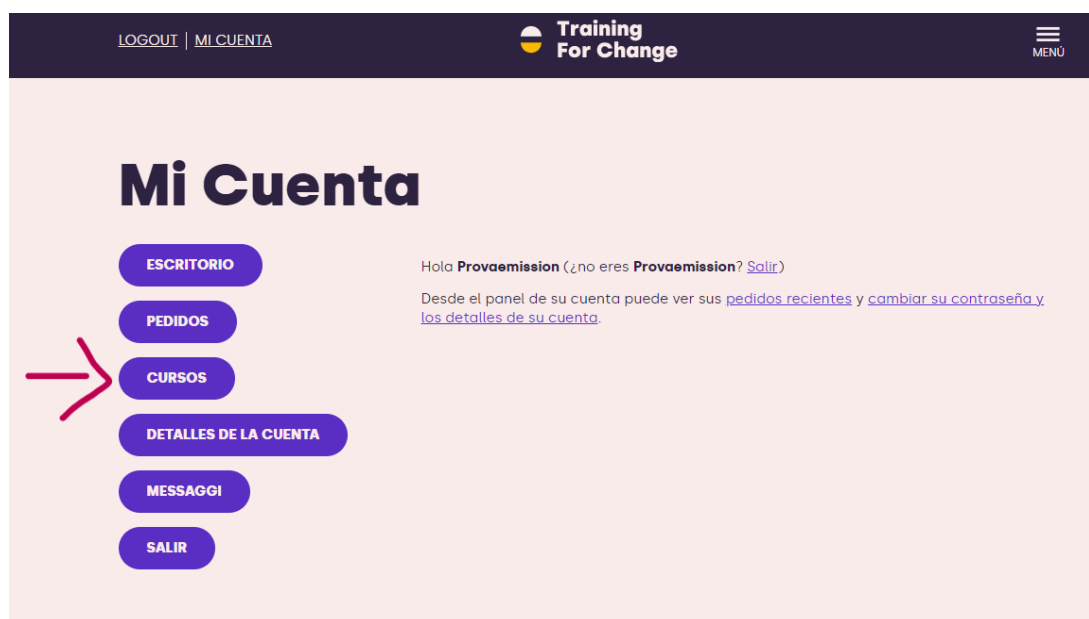 LOGOUT | MI CUENTA
Training
For Change
MENÚ
Mi Cuenta
ESCRITORIO
PEDIDOS
CURSOS
DETALLES DE LA CUENTA
MESSAGGI
SALIR
Hola Provaemission (¿no eres Provaemission? Salir)
Desde el panel de su cuenta puede ver sus pedidos recientes y cambiar su contraseña y
los detalles de su cuenta.